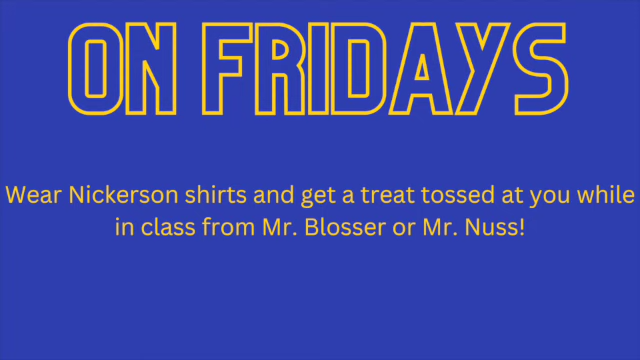 ON FRIDAYS
Wear Nickerson shirts and get a treat tossed at you while
in class from Mr. Blosser or Mr. Nuss!